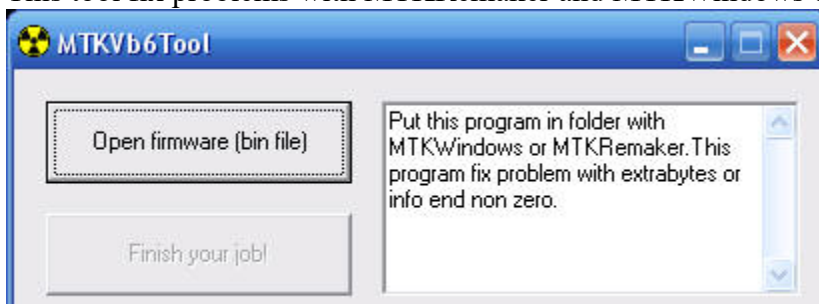 MTKVb6Tool
Open firmware (bin file)
Put this program in folder with
MTKWindows or MTKRemaker.This
program fix problem with extrabytes or
info end non zero.
Finish your job!